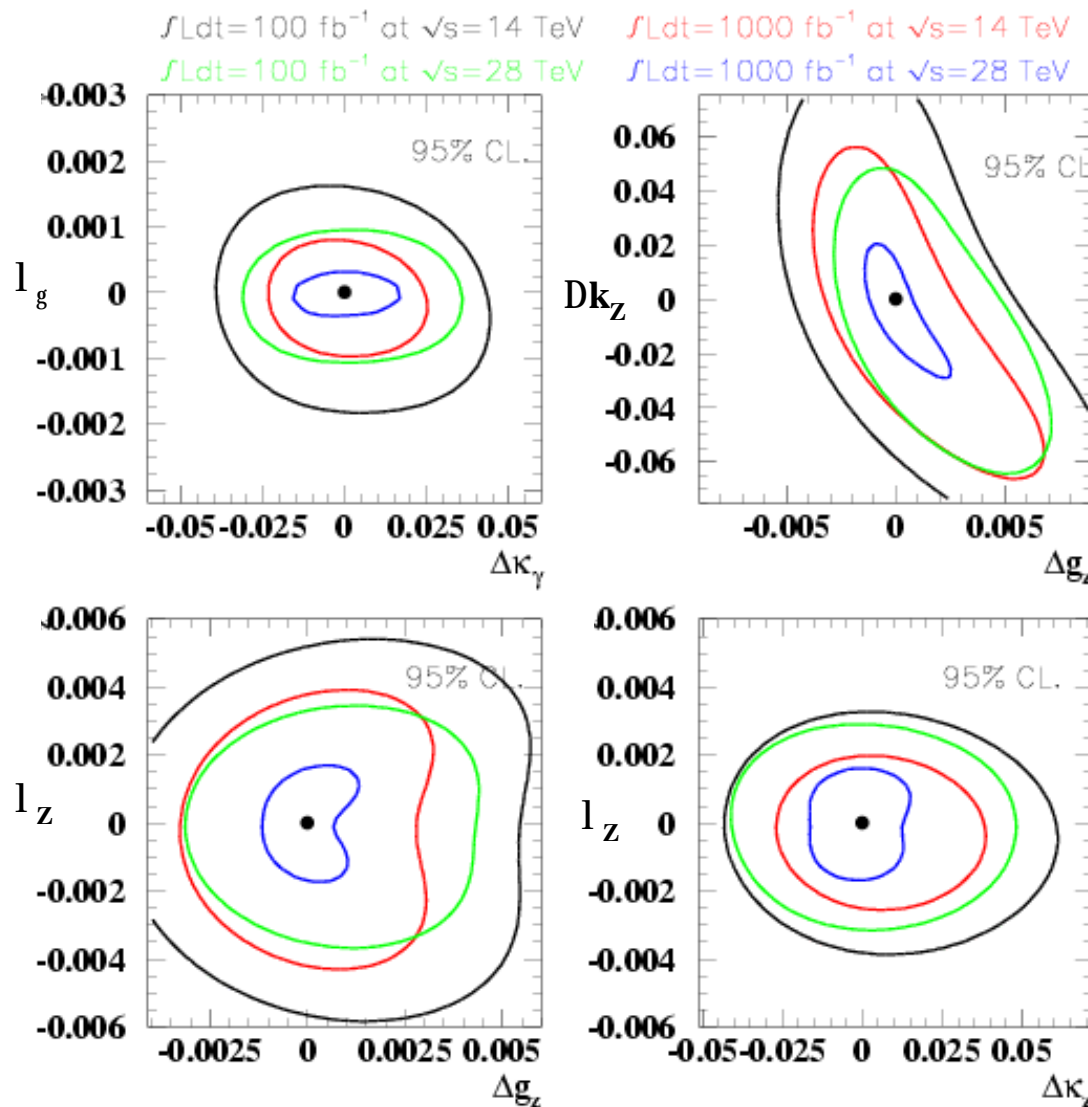 ∫Ldt=100 fb⁻¹ at √s=14 TeV ∫Ldt=1000 fb⁻¹ at √s=14 TeV
∫Ldt=100 fb⁻¹ at √s=28 TeV ∫Ldt=1000 fb⁻¹ at √s=28 TeV
0.003
0.002
0.001
0
-0.001
-0.002
-0.003
l g
95% CL.
-0.05 -0.025 0 0.025 0.05
Δκγ
0.06
0.04
0.02
0
-0.02
-0.04
-0.06
Dkz
95% CL
-0.005 0 0.005
Δgz
0.006
0.004
0.002
0
-0.002
-0.004
-0.006
l z
95% CL.
-0.0025 0 0.0025 0.005
Δgz
0.006
0.004
0.002
0
-0.002
-0.004
-0.006
l z
95% CL.
-0.05 -0.025 0 0.025 0.05
Δκz